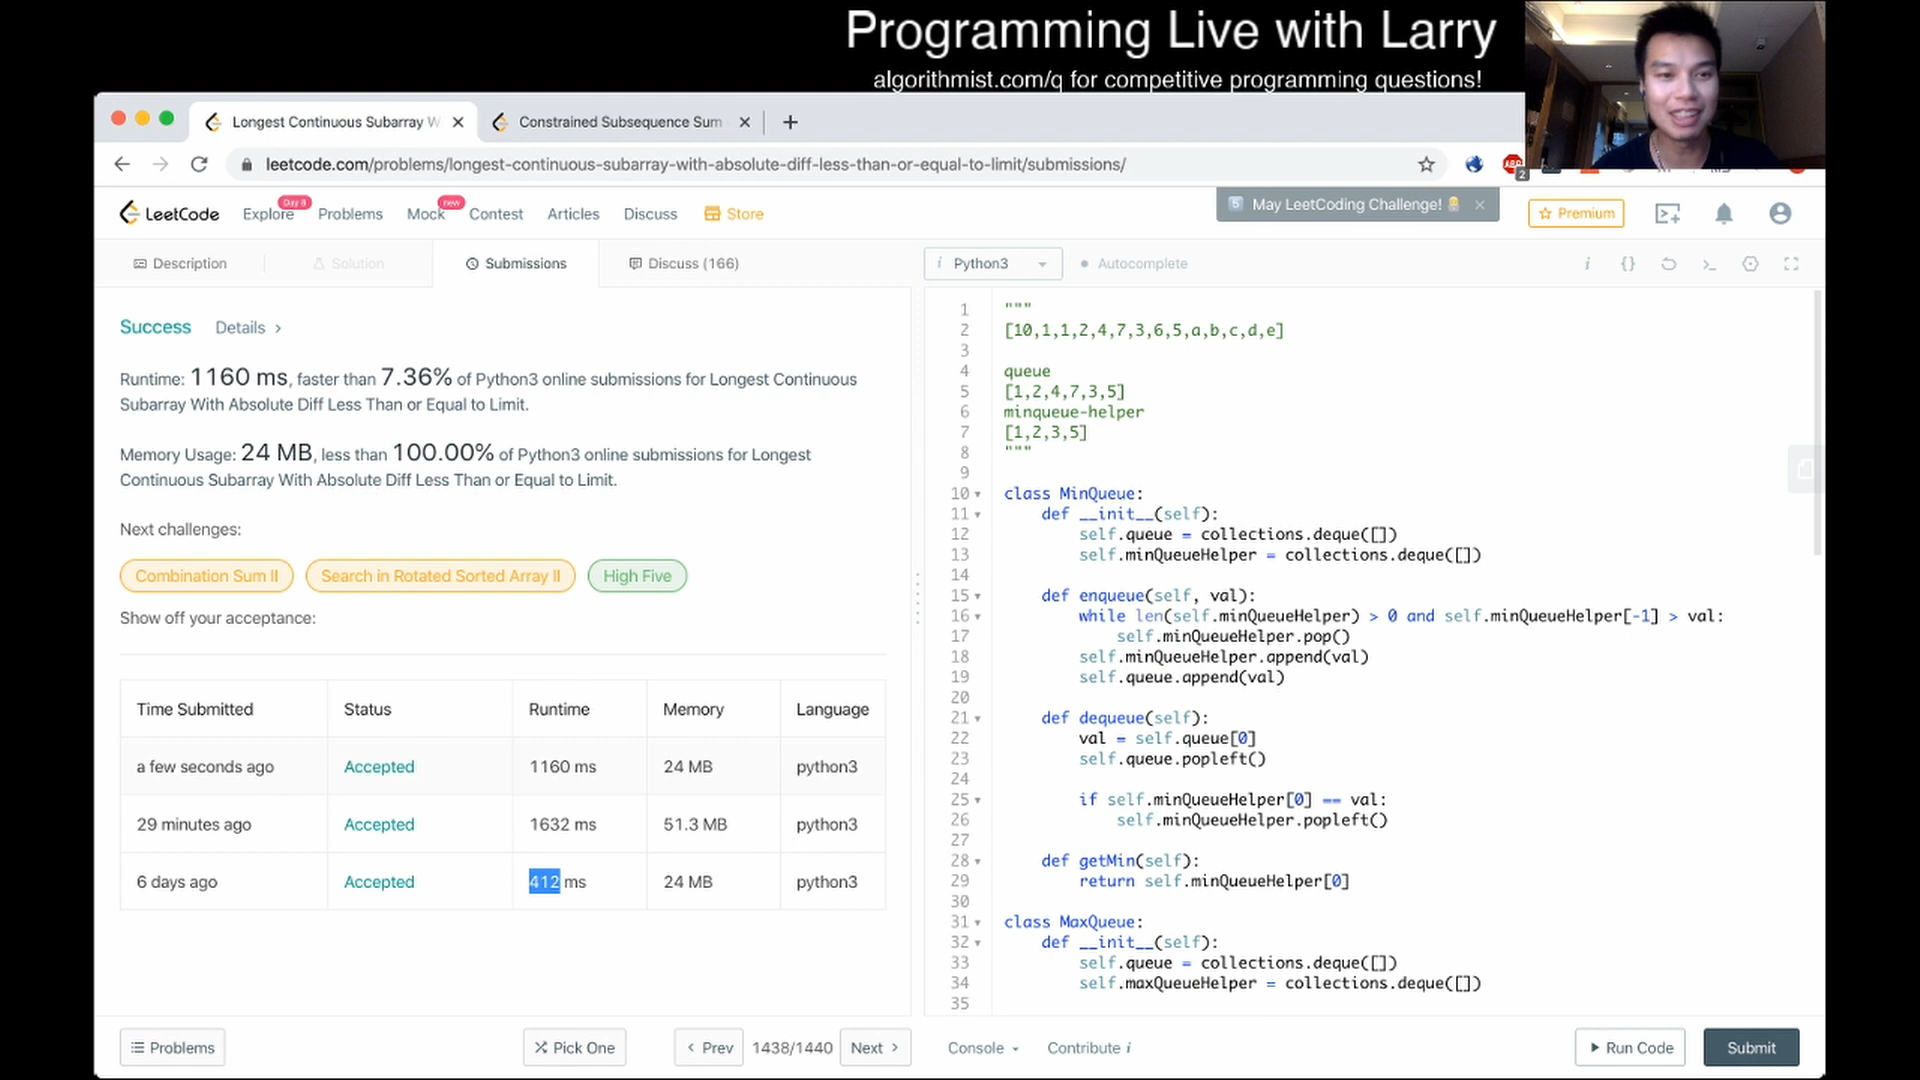 Programming Live with Larry
algorithmist.com/q for competitive programming questions!
Longest Continuous Subarray W
Constrained Subsequence Sum
leetcode.com/problems/longest-continuous-subarray-with-absolute-diff-less-than-or-equal-to-limit/submissions/
2
LeetCode
Explore
Day 8
Problems
Mock
new
Contest
Articles
Discuss
Store
May LeetCoding Challenge!
Premium
Description
Solution
Submissions
Discuss (166)
Python3
Autocomplete
Success
Details
Runtime: 1160 ms, faster than 7.36% of Python3 online submissions for Longest Continuous
Subarray With Absolute Diff Less Than or Equal to Limit.
Memory Usage: 24 MB, less than 100.00% of Python3 online submissions for Longest
Continuous Subarray With Absolute Diff Less Than or Equal to Limit.
Next challenges:
Combination Sum II
Search in Rotated Sorted Array II
High Five
Show off your acceptance:
Time Submitted Status Runtime Memory Language
a few seconds ago Accepted 1160 ms 24 MB python3
29 minutes ago Accepted 1632 ms 51.3 MB python3
6 days ago Accepted 412 ms 24 MB python3
1 """
2 [10,1,1,2,4,7,3,6,5,a,b,c,d,e]
3
4 queue
5 [1,2,4,7,3,5]
6 minqueue-helper
7 [1,2,3,5]
8 """
9
10 class MinQueue:
11 def __init__(self):
12 self.queue = collections.deque([])
13 self.minQueueHelper = collections.deque([])
14
15 def enqueue(self, val):
16 while len(self.minQueueHelper) > 0 and self.minQueueHelper[-1] > val:
17 self.minQueueHelper.pop()
18 self.minQueueHelper.append(val)
19 self.queue.append(val)
20
21 def dequeue(self):
22 val = self.queue[0]
23 self.queue.popleft()
24
25 if self.minQueueHelper[0] == val:
26 self.minQueueHelper.popleft()
27
28 def getMin(self):
29 return self.minQueueHelper[0]
30
31 class MaxQueue:
32 def __init__(self):
33 self.queue = collections.deque([])
34 self.maxQueueHelper = collections.deque([])
35
Problems
Pick One
Prev
1438/1440
Next
Console
Contribute i
Run Code
Submit